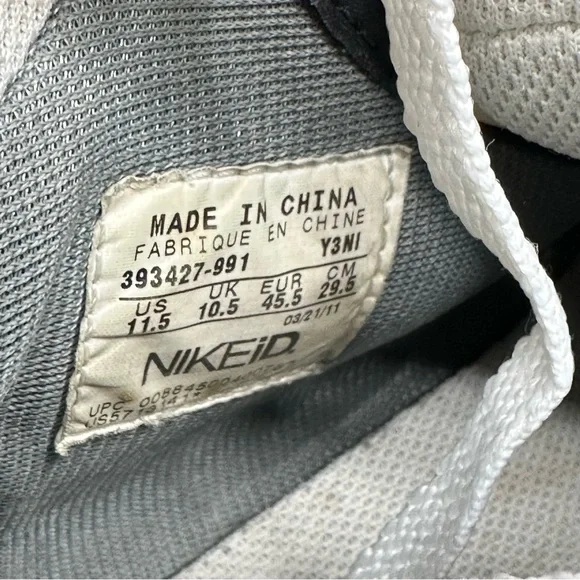 MADE IN CHINA
FABRIQUE EN CHINE
393427-991 Y3NI
US UK EUR CM
11.5 10.5 45.5 29.5
03/21/11
NIKEiD.
UPC